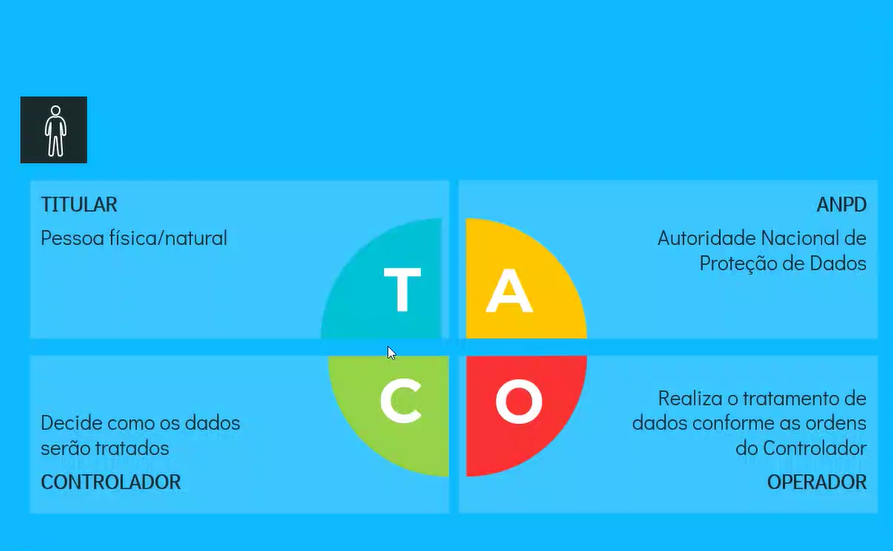 TITULAR
Pessoa física/natural
ANPD
Autoridade Nacional de
Proteção de Dados
T
A
C
O
Decide como os dados
serão tratados
CONTROLADOR
Realiza o tratamento de
dados conforme as ordens
do Controlador
OPERADOR